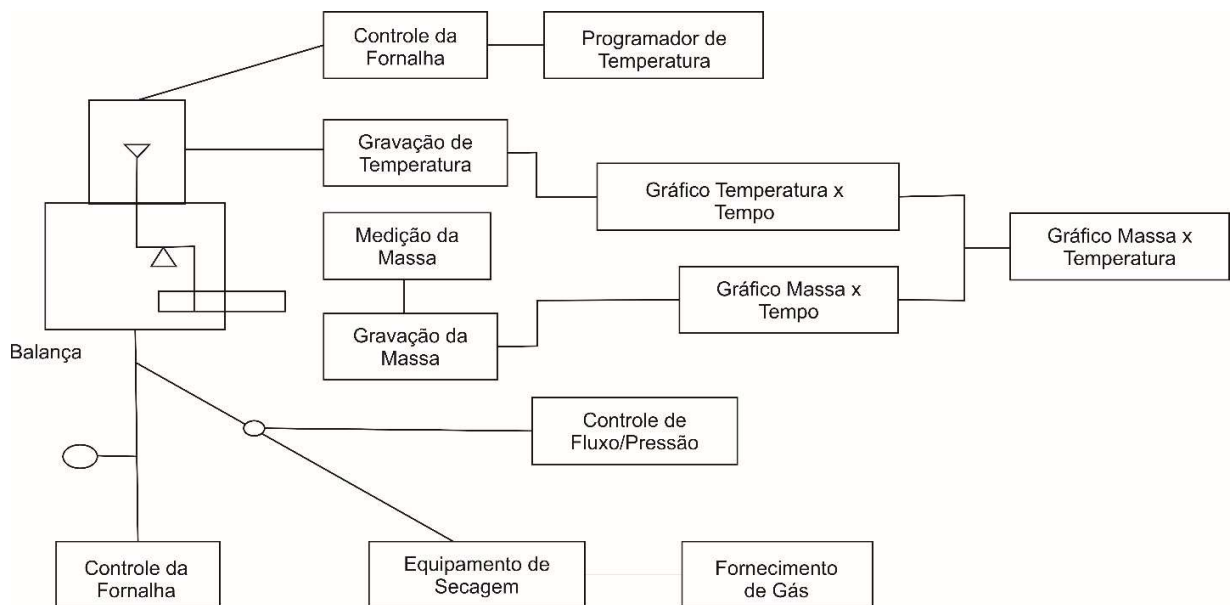 Controle da
Fornalha
Programador de
Temperatura
Gravação de
Temperatura
Gráfico Temperatura x
Tempo
Medição da
Massa
Gráfico Massa x
Temperatura
Gráfico Massa x
Tempo
Gravação da
Massa
Balança
Controle de
Fluxo/Pressão
Controle da
Fornalha
Equipamento de
Secagem
Fornecimento
de Gás